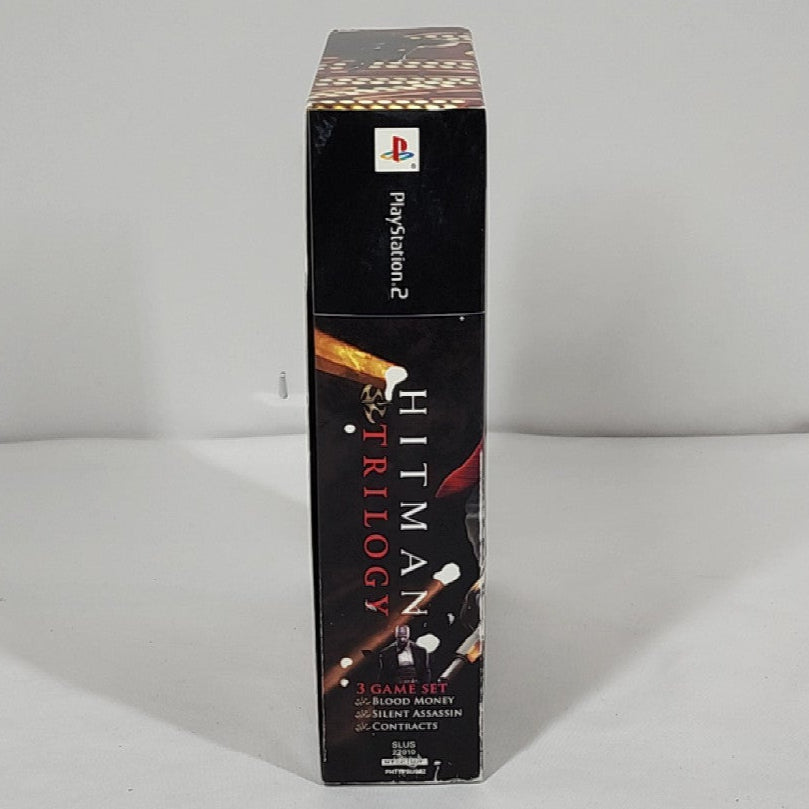 PlayStation.2
HITMAN
TRILOGY
3 GAME SET
BLOOD MONEY
SILENT ASSASSIN
CONTRACTS
SLUS